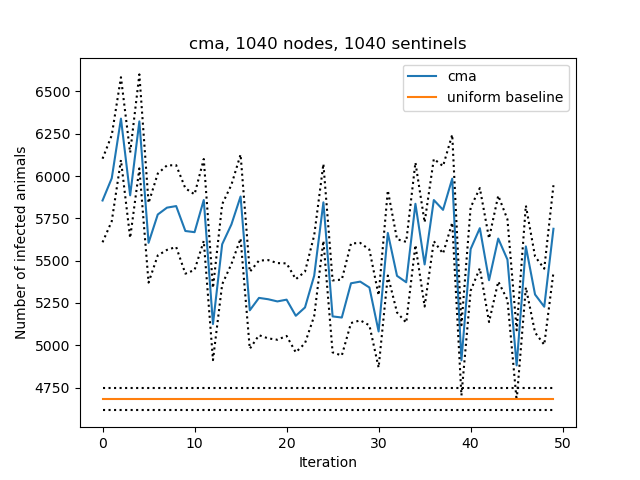 cma, 1040 nodes, 1040 sentinels
cma
uniform baseline
Number of infected animals
6500
6250
6000
5750
5500
5250
5000
4750
0 10 20 30 40 50
Iteration